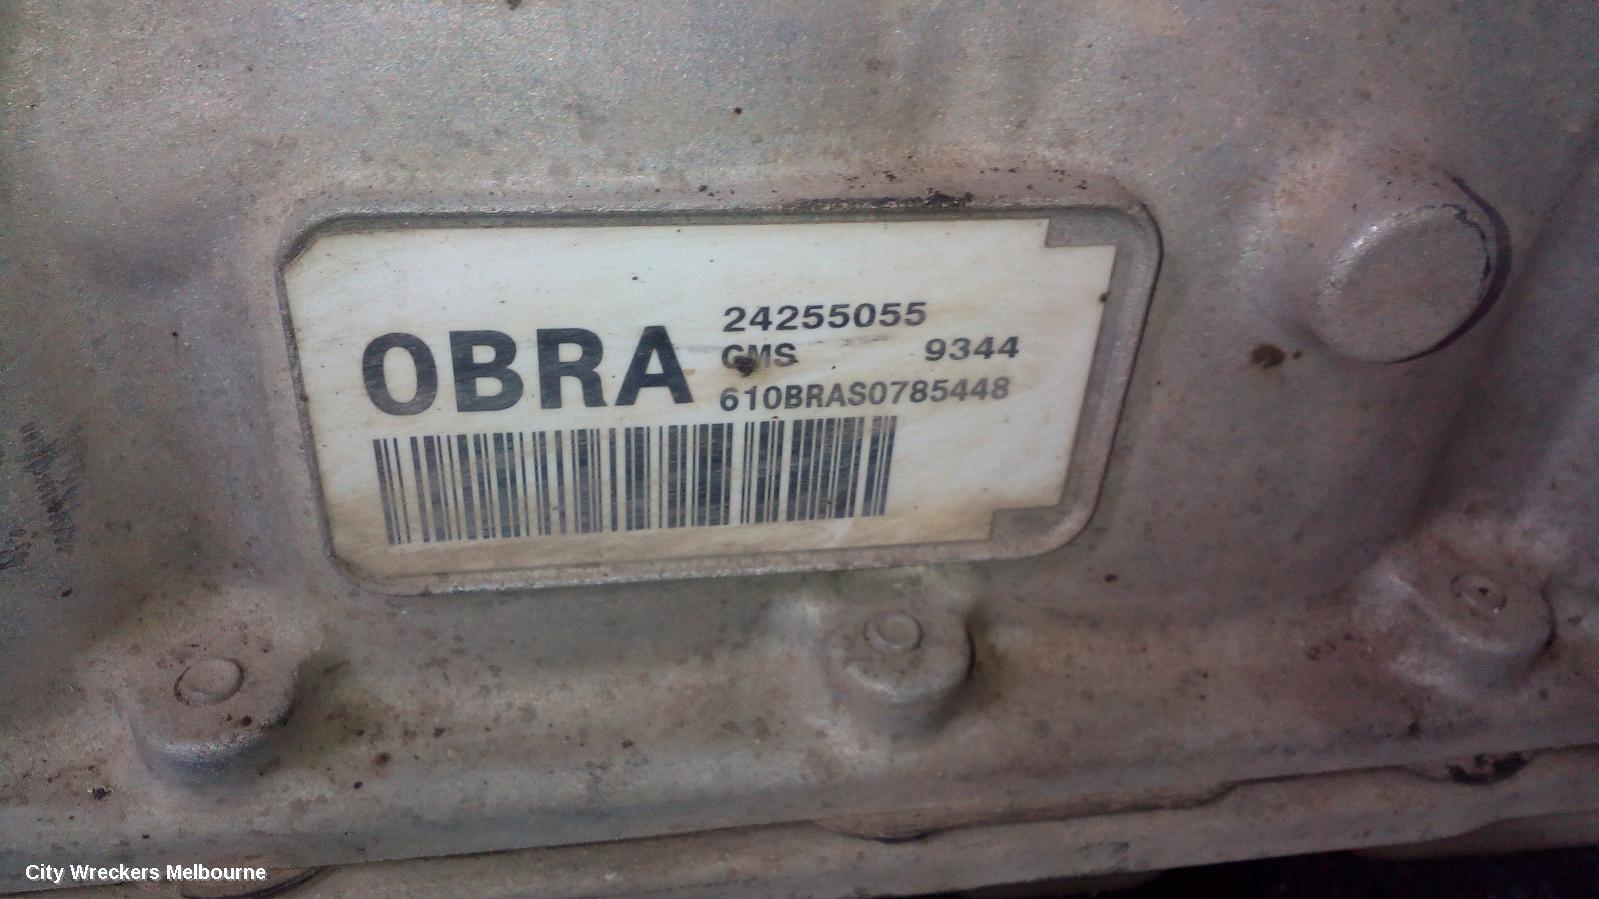 0BRA
24255055
GMS 9344
610BRAS0785448
City Wreckers Melbourne